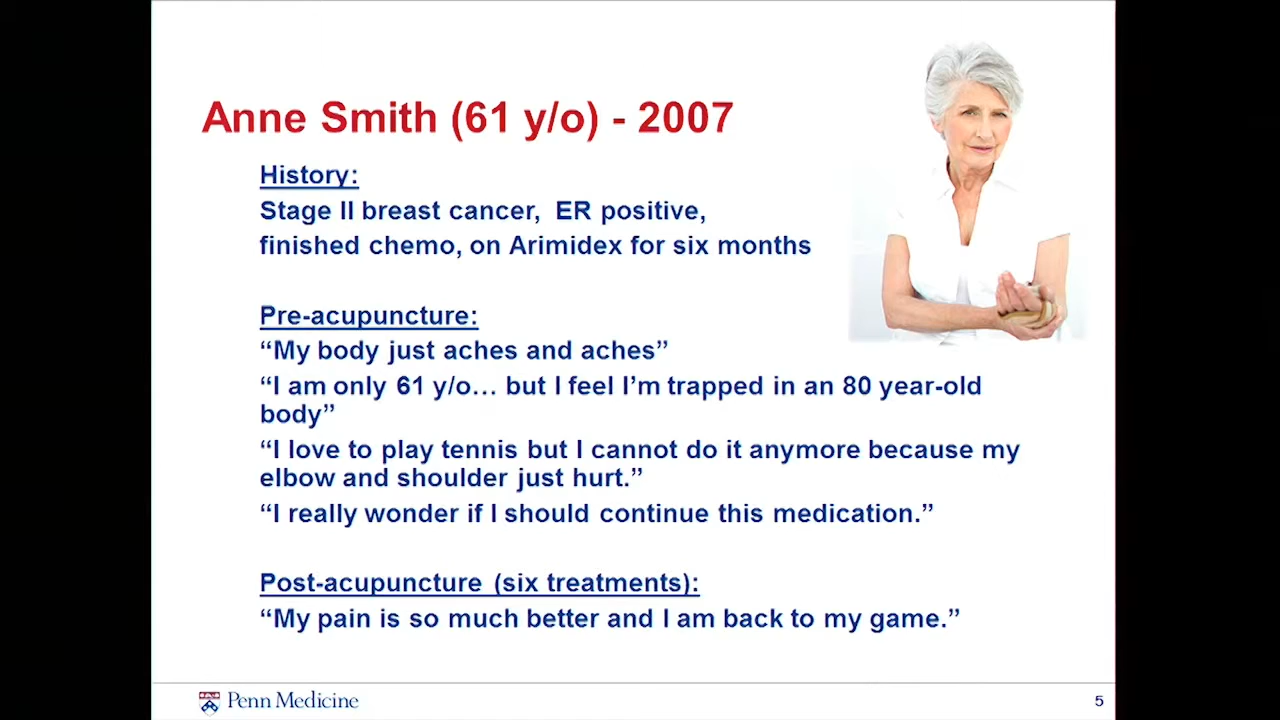 Anne Smith (61 y/o) - 2007
History:
Stage II breast cancer,  ER positive,
finished chemo, on Arimidex for six months
Pre-acupuncture:
“My body just aches and aches”
“I am only 61 y/o… but I feel I’m trapped in an 80 year-old
body”
“I love to play tennis but I cannot do it anymore because my
elbow and shoulder just hurt.”
“I really wonder if I should continue this medication.”
Post-acupuncture (six treatments):
“My pain is so much better and I am back to my game.”
Penn Medicine
5